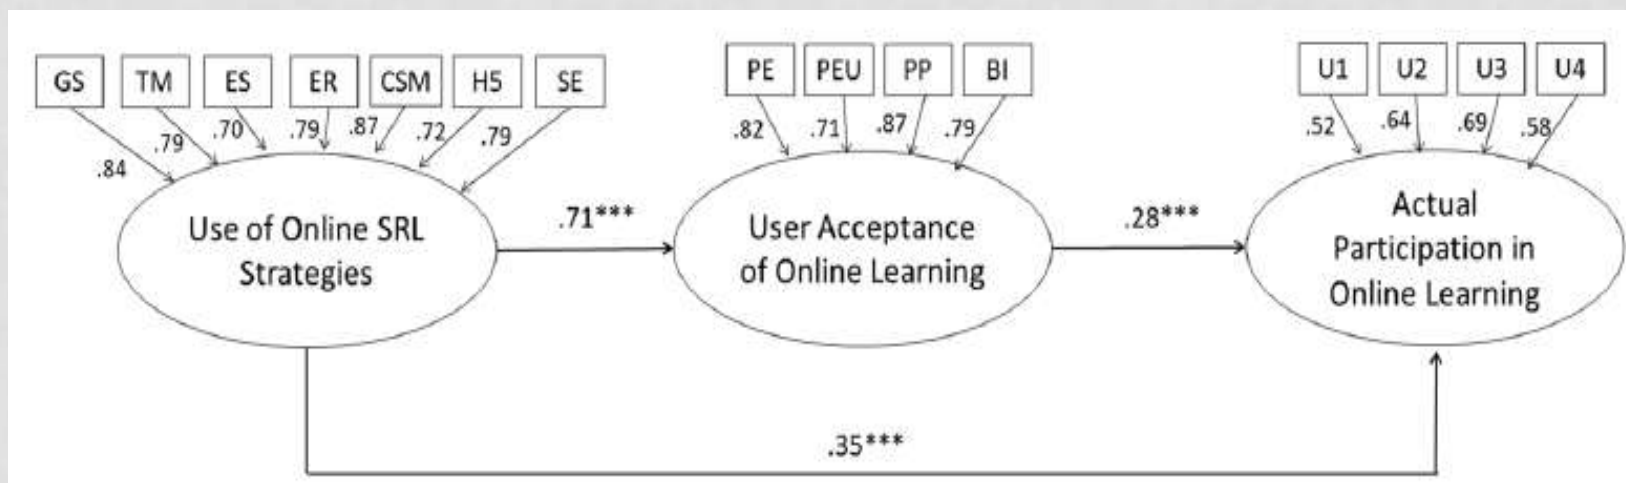 GS TM ES ER CSM H5 SE
PE PEU PP BI
U1 U2 U3 U4
.84 .79 .70 .79 .87 .72 .79
.82 .71 .87 .79
.52 .64 .69 .58
Use of Online SRL
Strategies
.71***
User Acceptance
of Online Learning
.28***
Actual
Participation in
Online Learning
.35***